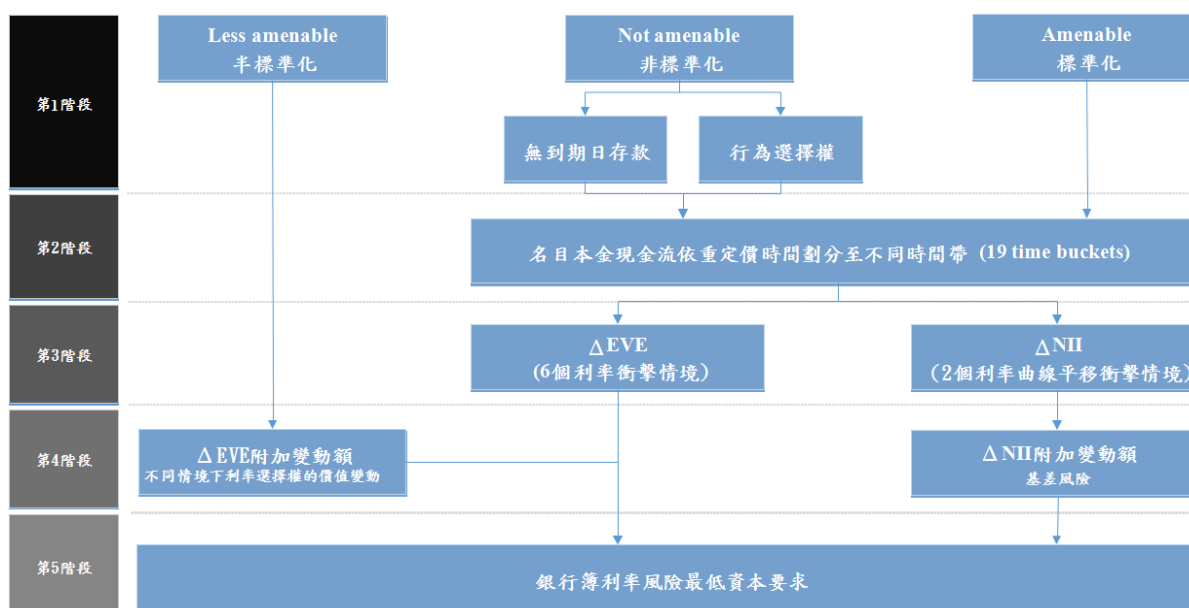 第1階段
Less amenable
半標準化
Not amenable
非標準化
Amenable
標準化
無到期日存款
行為選擇權
第2階段
名目本金現金流依重定價時間劃分至不同時間帶 (19 time buckets)
第3階段
ΔEVE
(6個利率衝擊情境)
ΔNII
(2個利率曲線平移衝擊情境)
第4階段
ΔEVE附加變動額
不同情境下利率選擇權的價值變動
ΔNII附加變動額
基差風險
第5階段
銀行簿利率風險最低資本要求